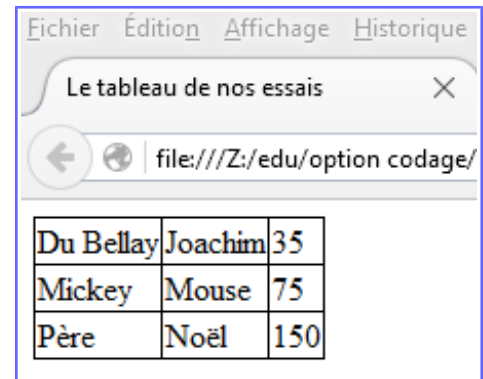 Fichier Édition Affichage Historique
Le tableau de nos essais
file:///Z:/edu/option codage/
Du Bellay Joachim 35
Mickey Mouse 75
Père Noël 150